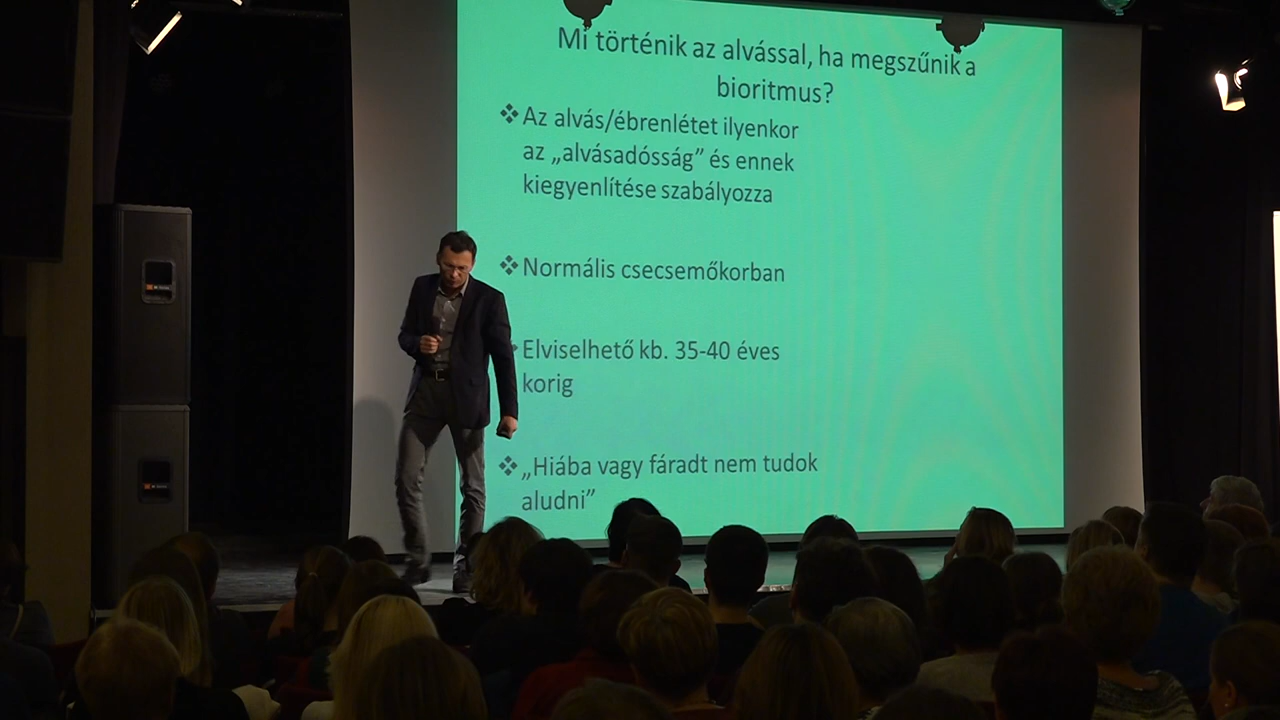 Mi történik az alvással, ha megszűnik a
bioritmus?
Az alvás/ébrenlétet ilyenkor
az „alvásadósság” és ennek
kiegyenlítése szabályozza
Normális csecsemőkorban
Elviselhető kb. 35-40 éves
korig
„Hiába vagy fáradt nem tudok
aludni”